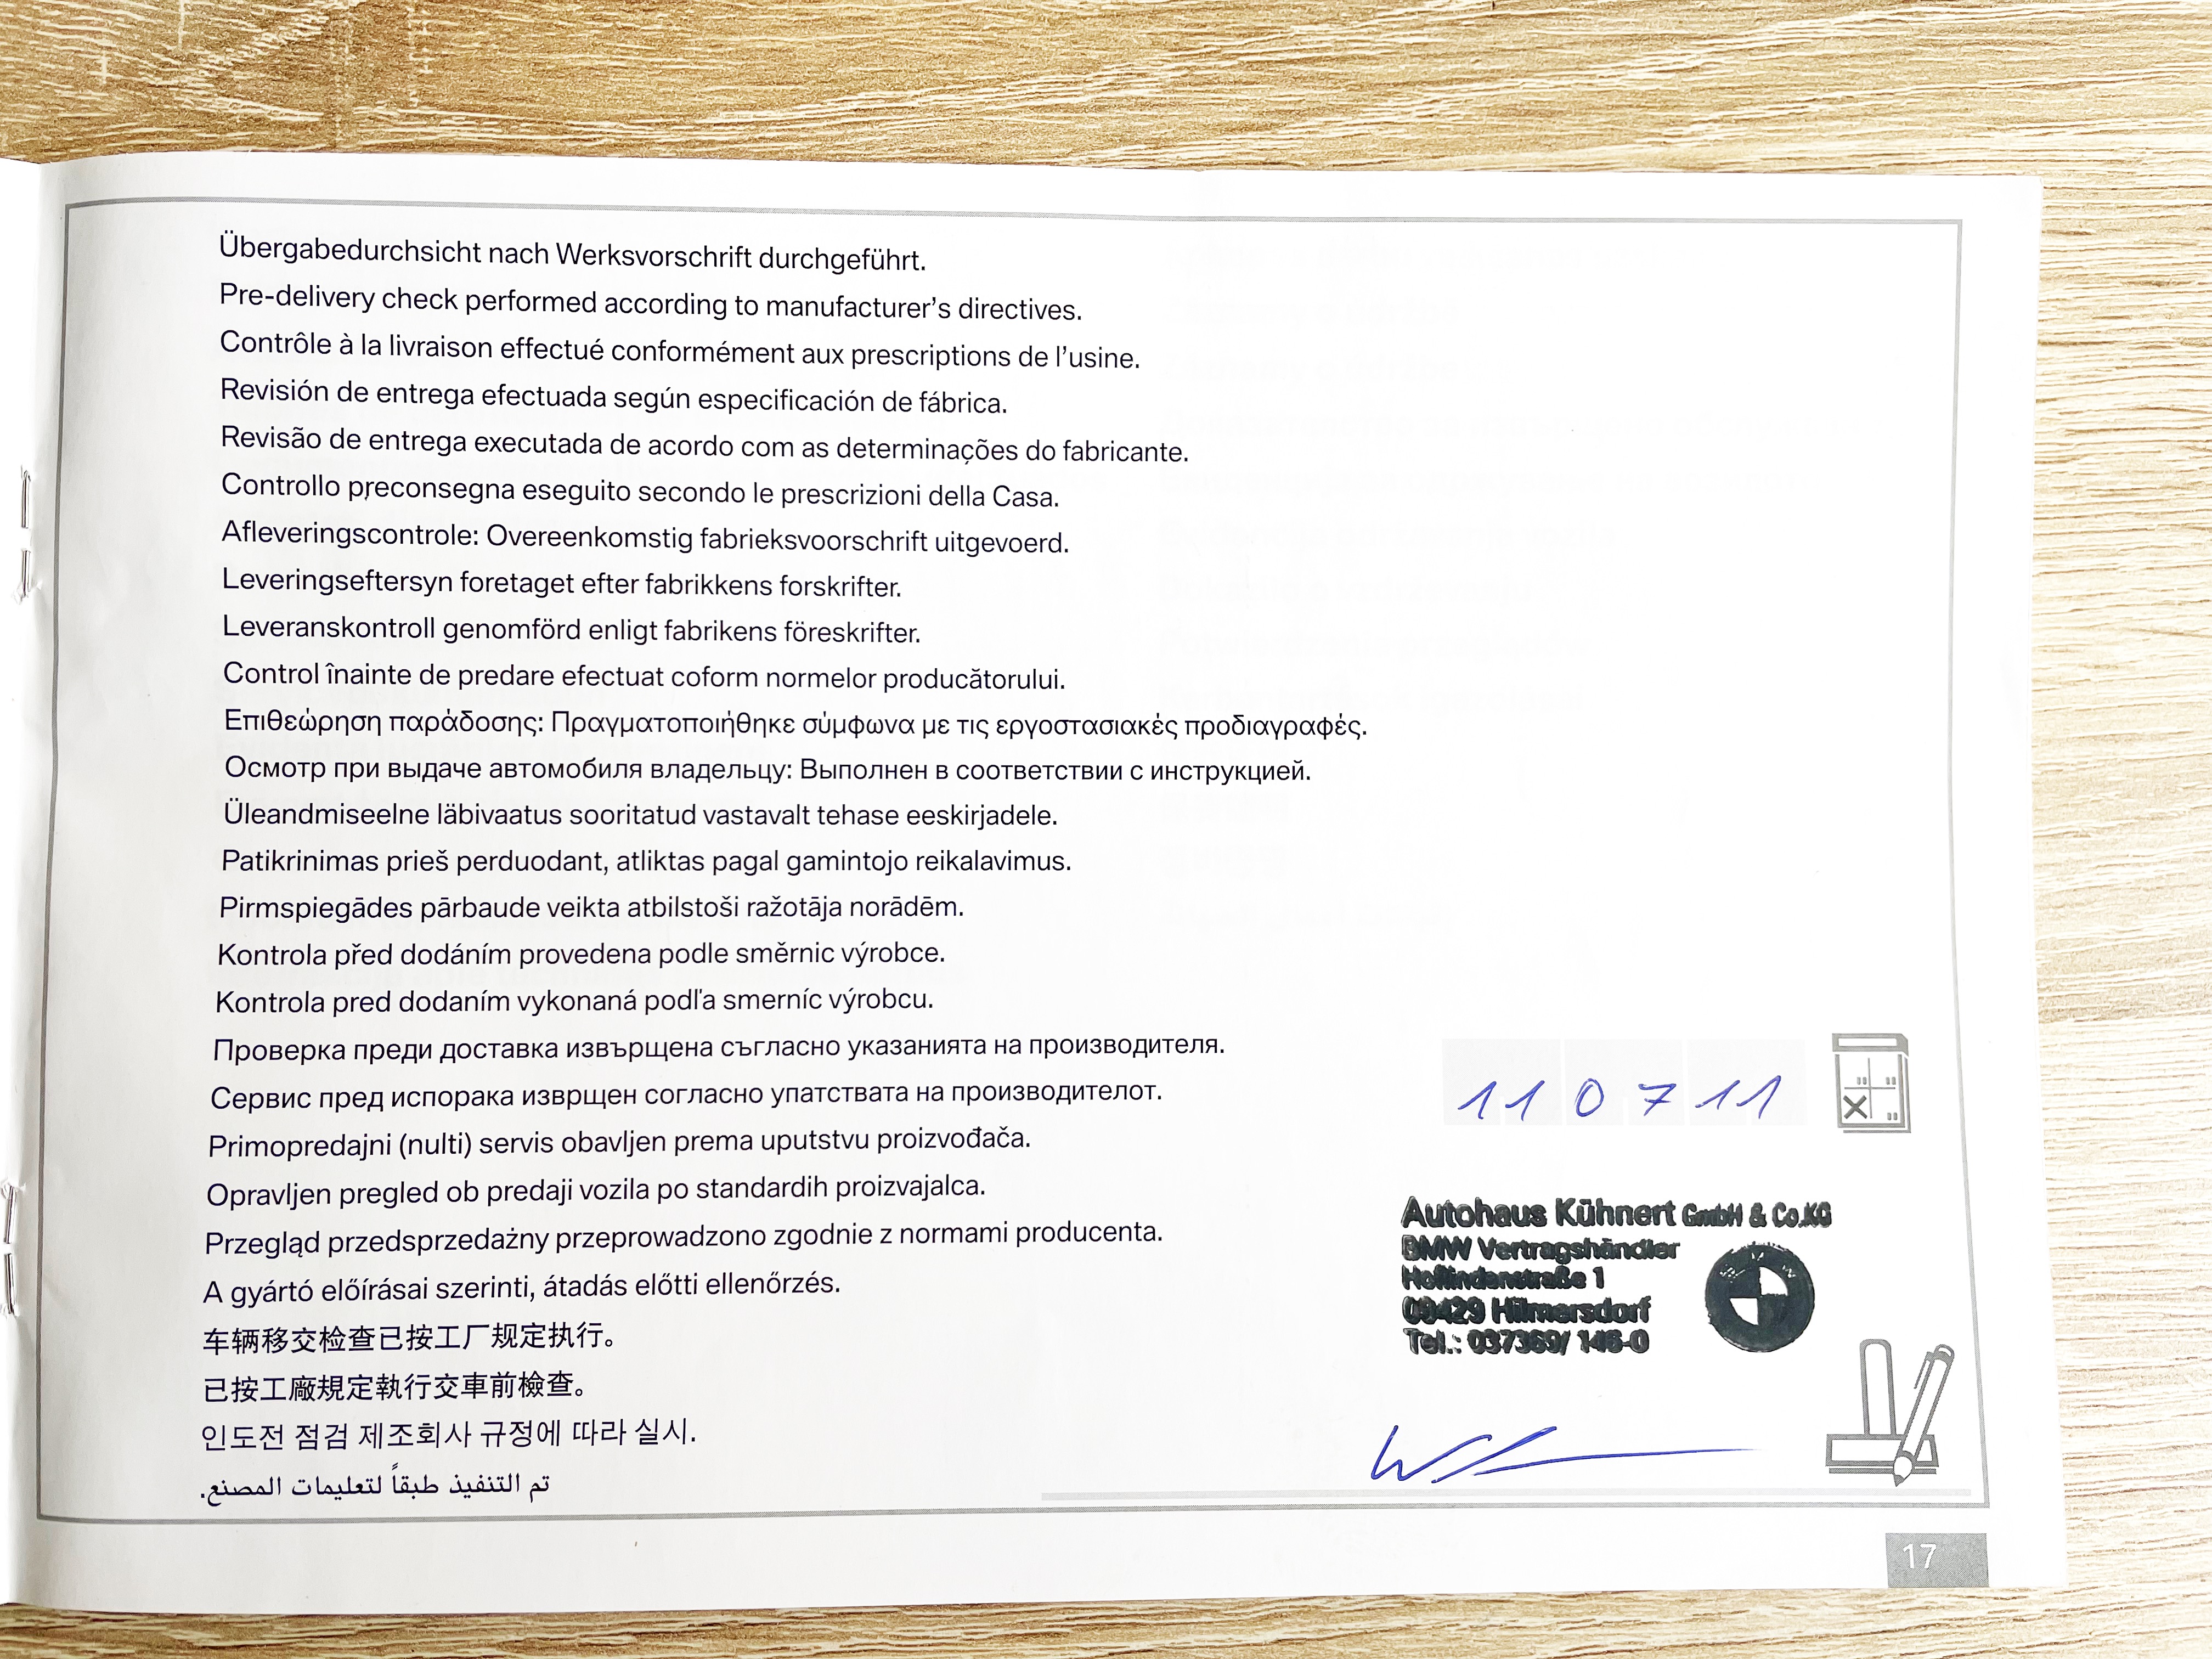 Übergabedurchsicht nach Werksvorschrift durchgeführt.
Pre-delivery check performed according to manufacturer's directives.
Contrôle à la livraison effectué conformément aux prescriptions de l'usine.
Revisión de entrega efectuada según especificación de fábrica.
Revisão de entrega executada de acordo com as determinações do fabricante.
Controllo preconsegna eseguito secondo le prescrizioni della Casa.
Afleveringscontrole: Overeenkomstig fabrieksvoorschrift uitgevoerd.
Leveringseftersyn foretaget efter fabrikkens forskrifter.
Leveranskontroll genomförd enligt fabrikens föreskrifter.
Control înainte de predare efectuat coform normelor producătorului.
Επιθεώρηση παράδοσης: Πραγματοποιήθηκε σύμφωνα με τις εργοστασιακές προδιαγραφές.
Осмотр при выдаче автомобиля владельцу: Выполнен в соответствии с инструкцией.
Üleandmiseelne läbivaatus sooritatud vastavalt tehase eeskirjadele.
Patikrinimas prieš perduodant, atliktas pagal gamintojo reikalavimus.
Pirmspiegādes pārbaude veikta atbilstoši ražotāja norādēm.
Kontrola před dodáním provedena podle směrnic výrobce.
Kontrola pred dodaním vykonaná podľa smerníc výrobcu.
Проверка преди доставка извърщена съгласно указанията на производителя.
Сервис пред испорака изврщен согласно упатствата на производителот.
Primopredajni (nulti) servis obavljen prema uputstvu proizvođača.
Opravljen pregled ob predaji vozila po standardih proizvajalca.
Przegląd przedsprzedażny przeprowadzono zgodnie z normami producenta.
A gyártó előírásai szerinti, átadás előtti ellenőrzés.
车辆移交检查已按工厂规定执行。
已按工廠規定執行交車前檢查。
인도전 점검 제조회사 규정에 따라 실시.
تم التنفيذ طبقاً لتعليمات المصنع.
11 07 11
Autohaus Kühnert GmbH & Co.KG
BMW Vertragshändler
Hoflindenstraße 1
09429 Hilmersdorf
Tel.: 037369/ 146-0
BMW
17